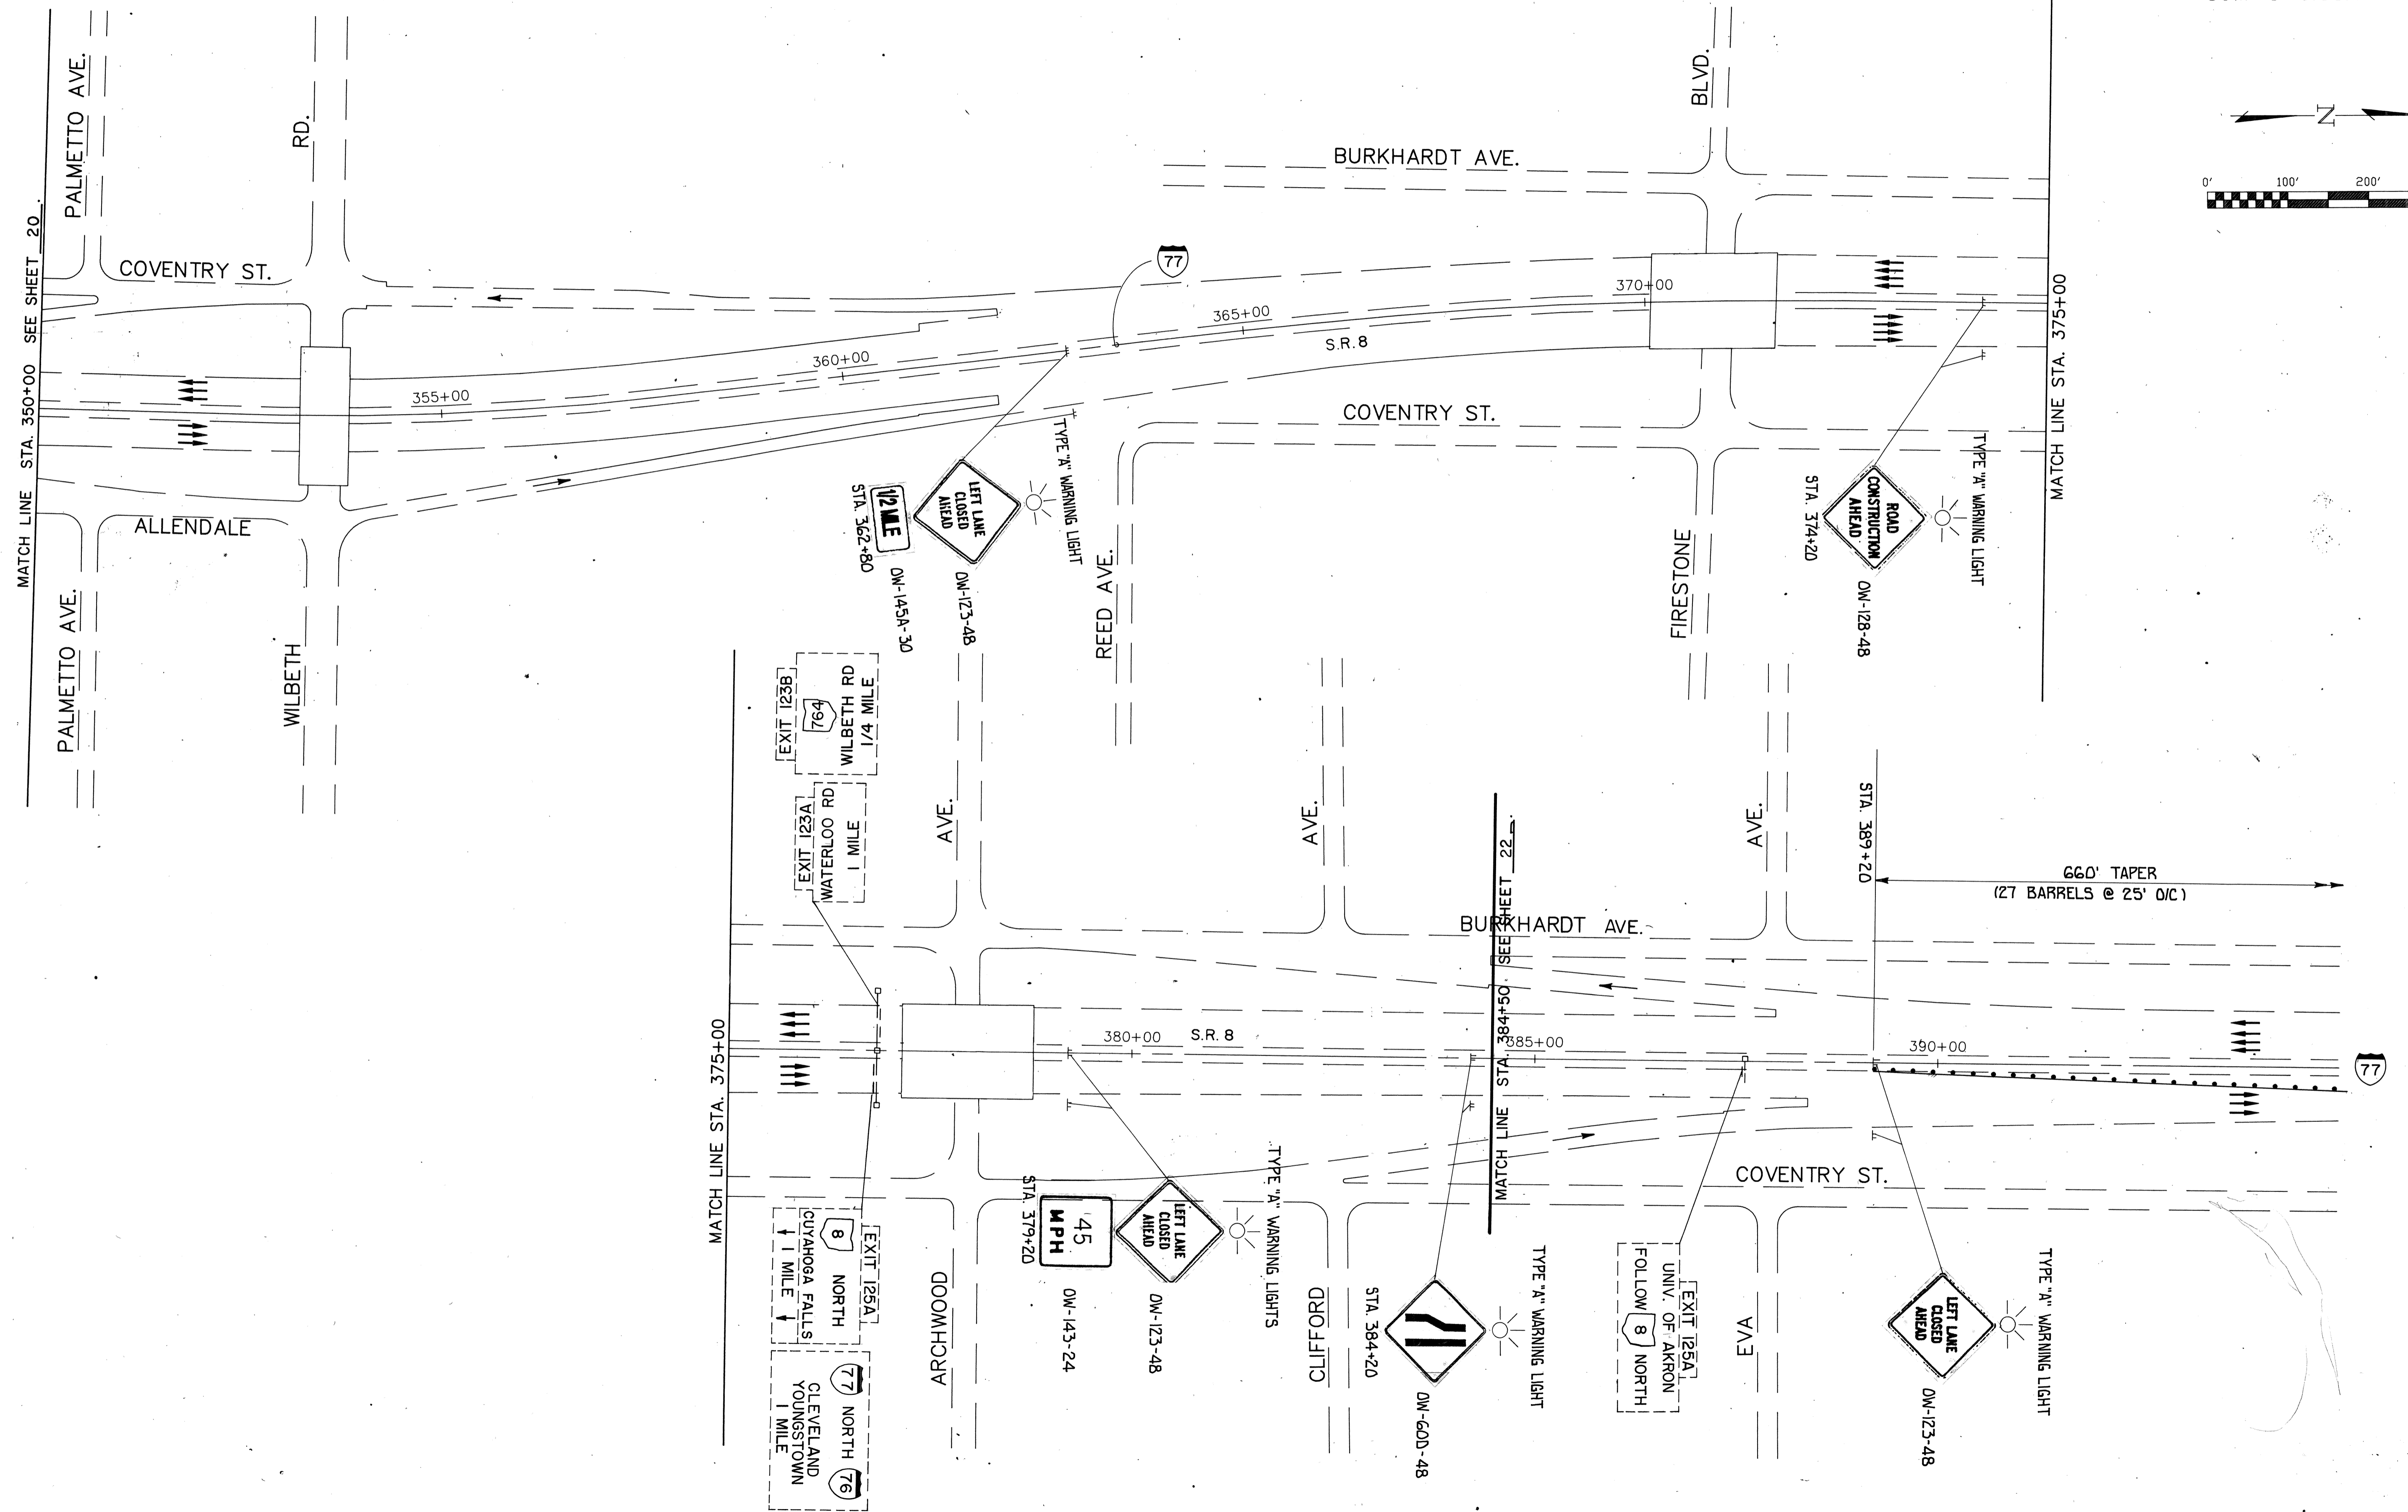 PALMETTO AVE.
RD.
BLVD.
BURKHARDT AVE.
N
0' 100' 200'
MATCH LINE STA. 350+00 SEE SHEET 20.
COVENTRY ST.
77
355+00
360+00
365+00
370+00
S.R. 8
MATCH LINE STA. 375+00
COVENTRY ST.
ALLENDALE
PALMETTO AVE.
WILBETH
REED AVE.
FIRESTONE
LEFT LANE
CLOSED
AHEAD
1/2 MILE
STA. 362+80
OW-145A-30
OW-123-48
TYPE "A" WARNING LIGHT
ROAD
CONSTRUCTION
AHEAD
STA. 374+20
OW-128-48
TYPE "A" WARNING LIGHT
EXIT 123B
764
WILBETH RD
1/4 MILE
EXIT 123A
WATERLOO RD
1 MILE
AVE.
AVE.
AVE.
STA. 389+20
660' TAPER
(27 BARRELS @ 25' O/C)
BURKHARDT AVE.
MATCH LINE STA. 384+50 SEE SHEET 22.
MATCH LINE STA. 375+00
380+00
S.R. 8
385+00
390+00
77
COVENTRY ST.
EXIT 125A
8 NORTH
CUYAHOGA FALLS
1 MILE
77 NORTH 76
CLEVELAND
YOUNGSTOWN
1 MILE
ARCHWOOD
STA. 379+20
45
MPH
OW-143-24
LEFT LANE
CLOSED
AHEAD
OW-123-48
TYPE "A" WARNING LIGHTS
CLIFFORD
STA. 384+20
OW-60D-48
TYPE "A" WARNING LIGHT
EXIT 125A
UNIV. OF AKRON
FOLLOW 8 NORTH
EVA
LEFT LANE
CLOSED
AHEAD
OW-123-48
TYPE "A" WARNING LIGHT